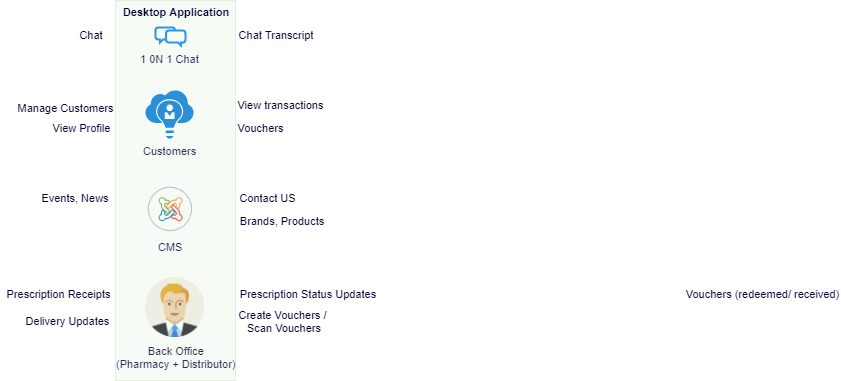 Desktop Application
Chat
Chat Transcript
1 0N 1 Chat
Manage Customers
View transactions
View Profile
Vouchers
Customers
Events, News
Contact US
Brands, Products
CMS
Prescription Receipts
Prescription Status Updates
Vouchers (redeemed/ received)
Delivery Updates
Create Vouchers /
Scan Vouchers
Back Office
(Pharmacy + Distributor)